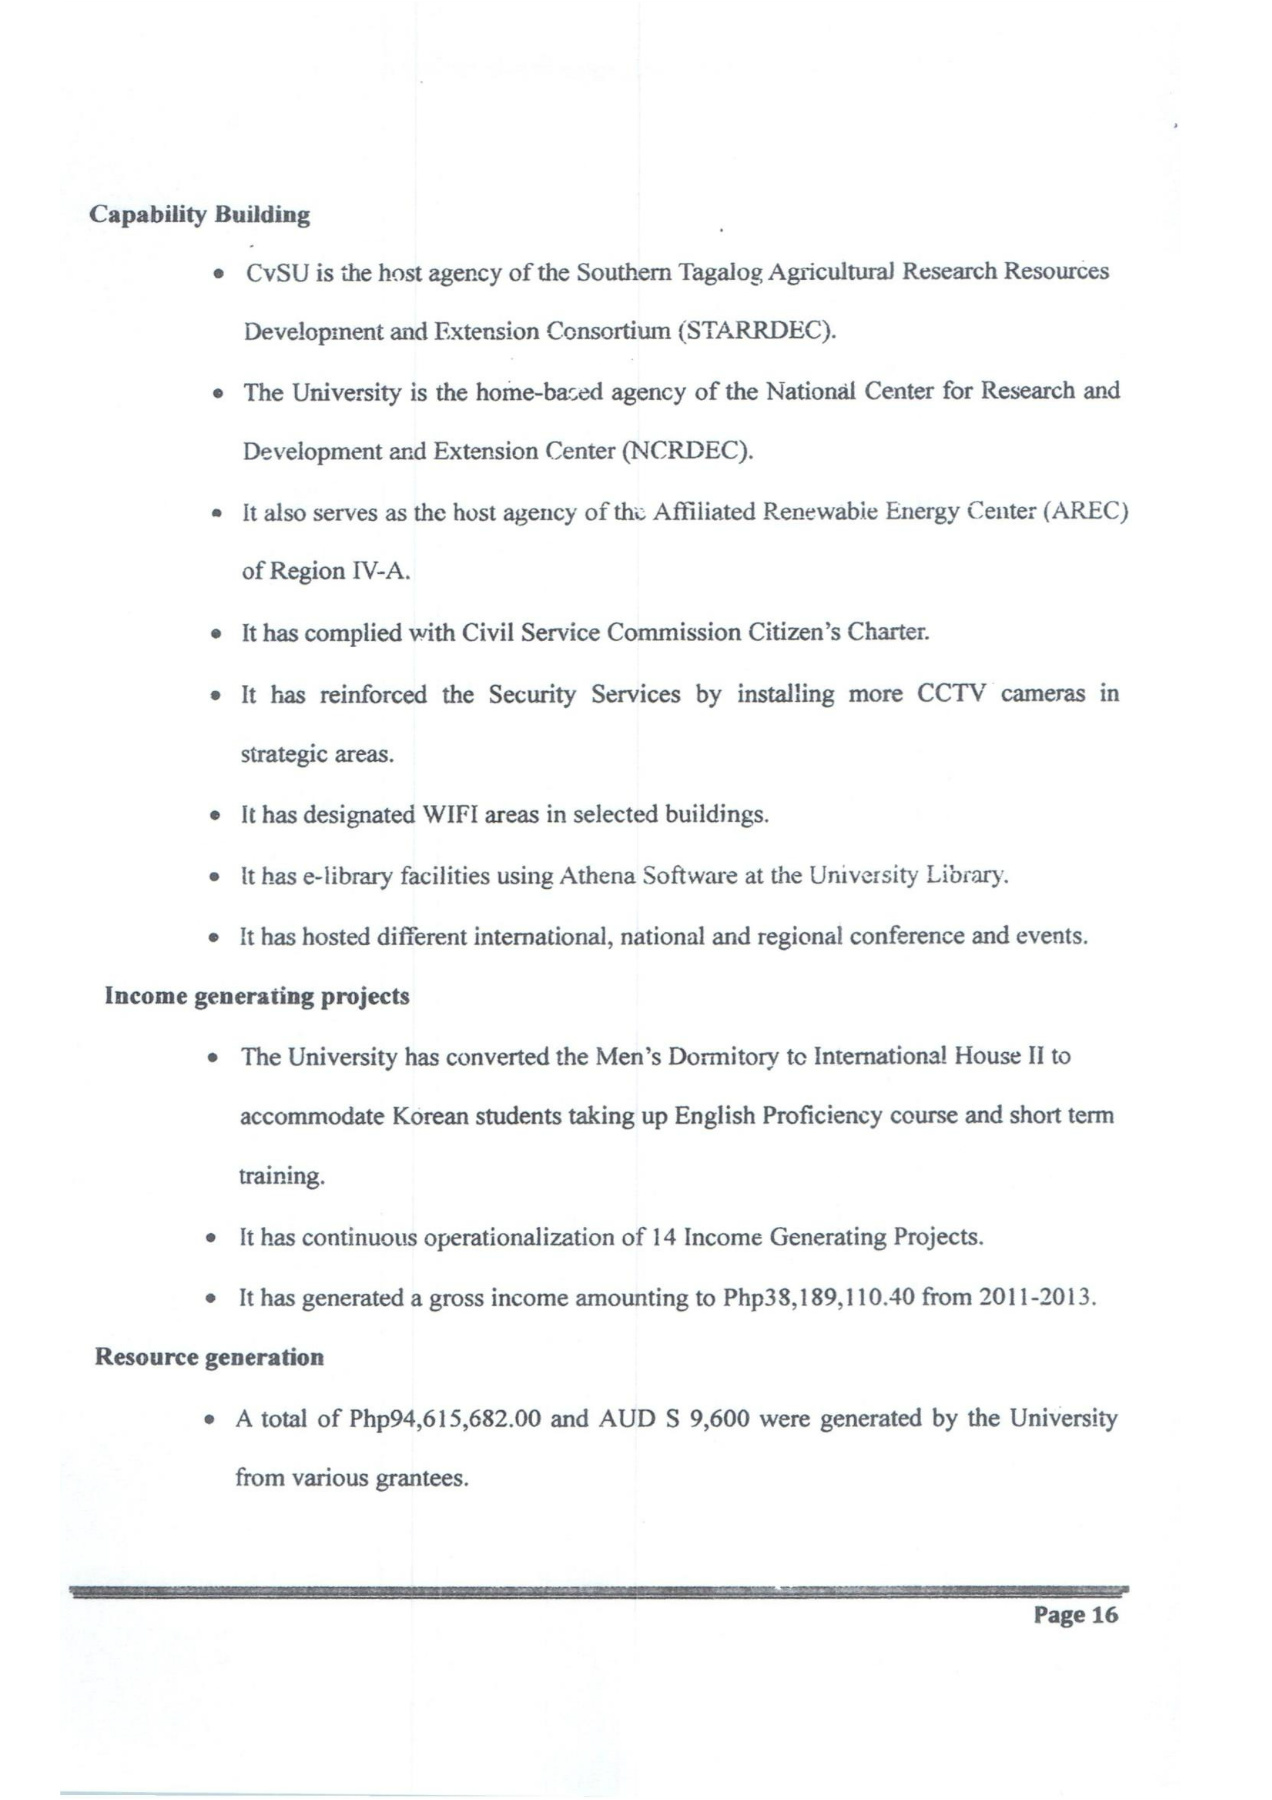 Capability Building
• CvSU is the host agency of the Southern Tagalog Agricultural Research Resources
Development and Extension Consortium (STARRDEC).
• The University is the home-based agency of the National Center for Research and
Development and Extension Center (NCRDEC).
• It also serves as the host agency of the Affiliated Renewable Energy Center (AREC)
of Region IV-A.
• It has complied with Civil Service Commission Citizen's Charter.
• It has reinforced the Security Services by installing more CCTV cameras in
strategic areas.
• It has designated WIFI areas in selected buildings.
• It has e-library facilities using Athena Software at the University Library.
• It has hosted different international, national and regional conference and events.
Income generating projects
• The University has converted the Men's Dormitory to International House II to
accommodate Korean students taking up English Proficiency course and short term
training.
• It has continuous operationalization of 14 Income Generating Projects.
• It has generated a gross income amounting to Php38,189,110.40 from 2011-2013.
Resource generation
• A total of Php94,615,682.00 and AUD S 9,600 were generated by the University
from various grantees.
Page 16